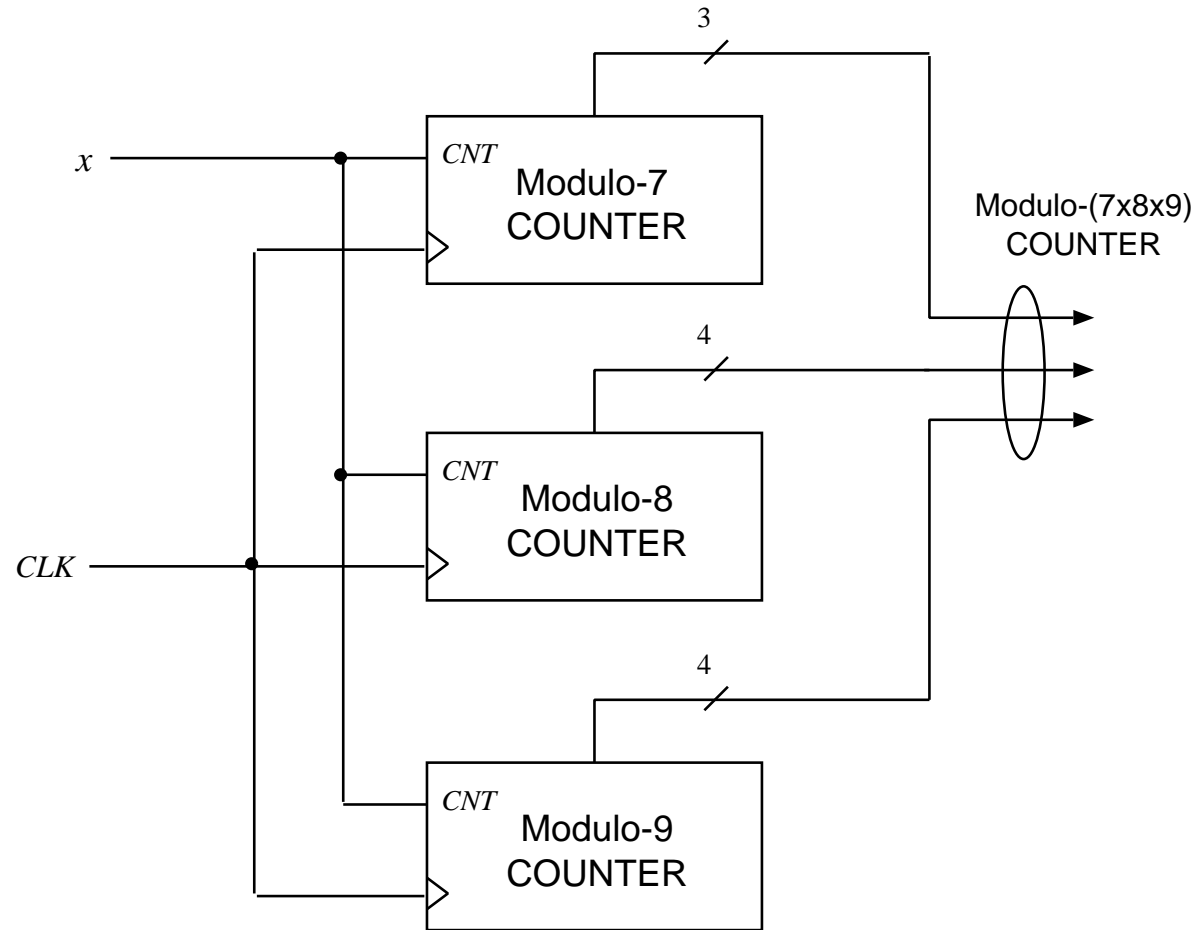 3
x
CNT
Modulo-7
COUNTER
Modulo-(7x8x9)
COUNTER
4
CNT
Modulo-8
COUNTER
CLK
4
CNT
Modulo-9
COUNTER